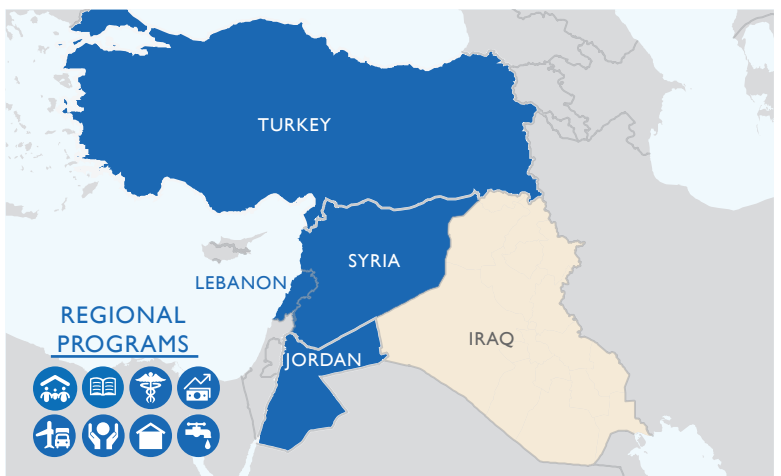 TURKEY
SYRIA
LEBANON
REGIONAL
PROGRAMS
IRAQ
JORDAN